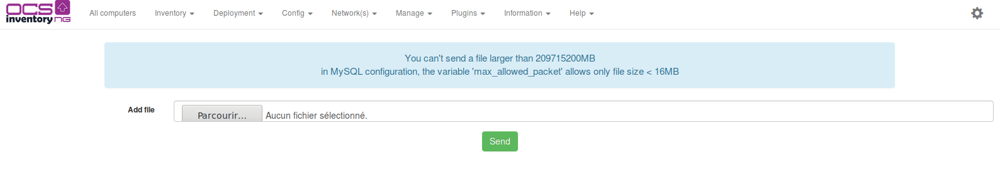 OCS
inventory NG
All computers Inventory Deployment Config Network(s) Manage Plugins Information Help
You can't send a file larger than 209715200MB
in MySQL configuration, the variable 'max_allowed_packet' allows only file size < 16MB
Add file Parcourir... Aucun fichier sélectionné.
Send